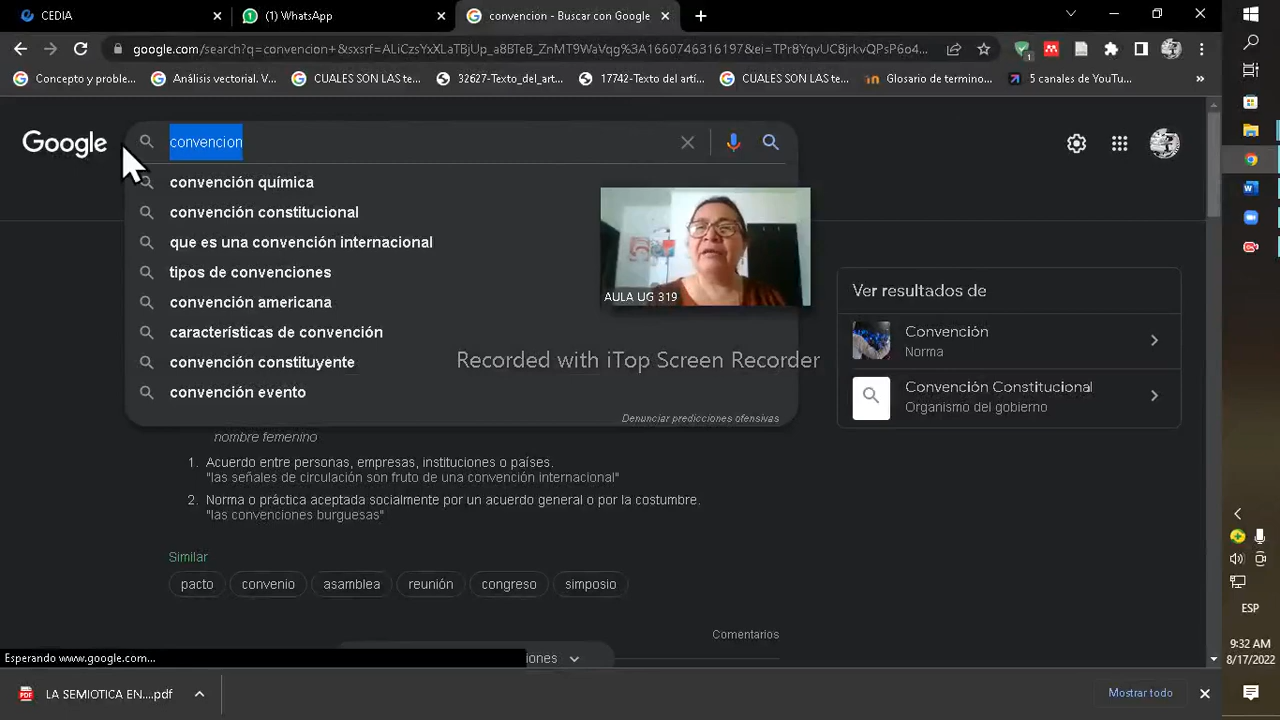 CEDIA
(1) WhatsApp
convencion - Buscar con Google
google.com/search?q=convencion+&sxsrf=ALiCzsYxXLaTBjUp_a8BTeB_ZnMT9WaVqg%3A1660746316197&ei=TPr8YqvUC8jrkvQPsP6o4...
Concepto y proble...
Análisis vectorial. V...
CUALES SON LAS te...
32627-Texto_del_art...
17742-Texto del artí...
CUALES SON LAS te...
Glosario de termino...
5 canales de YouTu...
Google
convencion
convención química
convención constitucional
que es una convención internacional
tipos de convenciones
convención americana
características de convención
convención constituyente
convención evento
Denunciar predicciones ofensivas
AULA UG 319
Recorded with iTop Screen Recorder
Ver resultados de
Convención
Norma
Convención Constitucional
Organismo del gobierno
nombre femenino
1. Acuerdo entre personas, empresas, instituciones o países.
"las señales de circulación son fruto de una convención internacional"
2. Norma o práctica aceptada socialmente por un acuerdo general o por la costumbre.
"las convenciones burguesas"
Similar
pacto
convenio
asamblea
reunión
congreso
simposio
Comentarios
Esperando www.google.com...
iones
LA SEMIOTICA EN....pdf
Mostrar todo
ESP
9:32 AM
8/17/2022